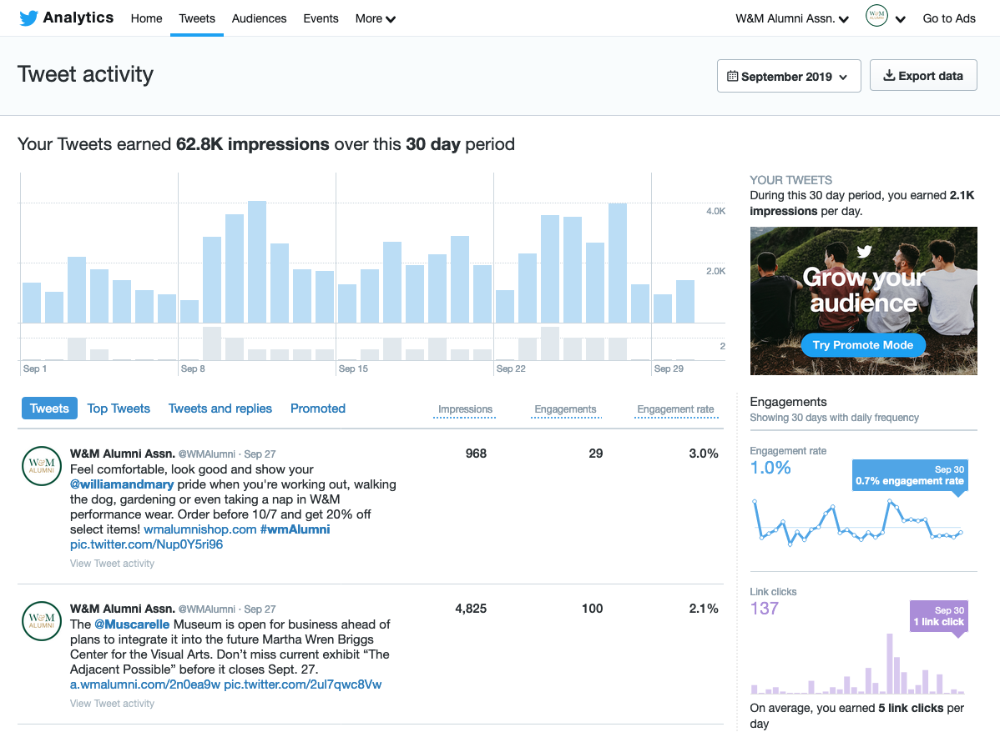 Analytics Home Tweets Audiences Events More W&M Alumni Assn. W&M ALUMNI Go to Ads
Tweet activity
September 2019 Export data
Your Tweets earned 62.8K impressions over this 30 day period
4.0K
2.0K
2
Sep 1 Sep 8 Sep 15 Sep 22 Sep 29
YOUR TWEETS
During this 30 day period, you earned 2.1K
impressions per day.
Grow your
audience
Try Promote Mode
Tweets Top Tweets Tweets and replies Promoted Impressions Engagements Engagement rate
W&M
ALUMNI
W&M Alumni Assn. @WMAlumni · Sep 27 968 29 3.0%
Feel comfortable, look good and show your
@williamandmary pride when you're working out, walking
the dog, gardening or even taking a nap in W&M
performance wear. Order before 10/7 and get 20% off
select items! wmalumnishop.com #wmAlumni
pic.twitter.com/Nup0Y5ri96
View Tweet activity
W&M
ALUMNI
W&M Alumni Assn. @WMAlumni · Sep 27 4,825 100 2.1%
The @Muscarelle Museum is open for business ahead of
plans to integrate it into the future Martha Wren Briggs
Center for the Visual Arts. Don’t miss current exhibit “The
Adjacent Possible” before it closes Sept. 27.
a.wmalumni.com/2n0ea9w pic.twitter.com/2ul7qwc8Vw
View Tweet activity
Engagements
Showing 30 days with daily frequency
Engagement rate
1.0%
Sep 30
0.7% engagement rate
Link clicks
137
Sep 30
1 link click
On average, you earned 5 link clicks per
day